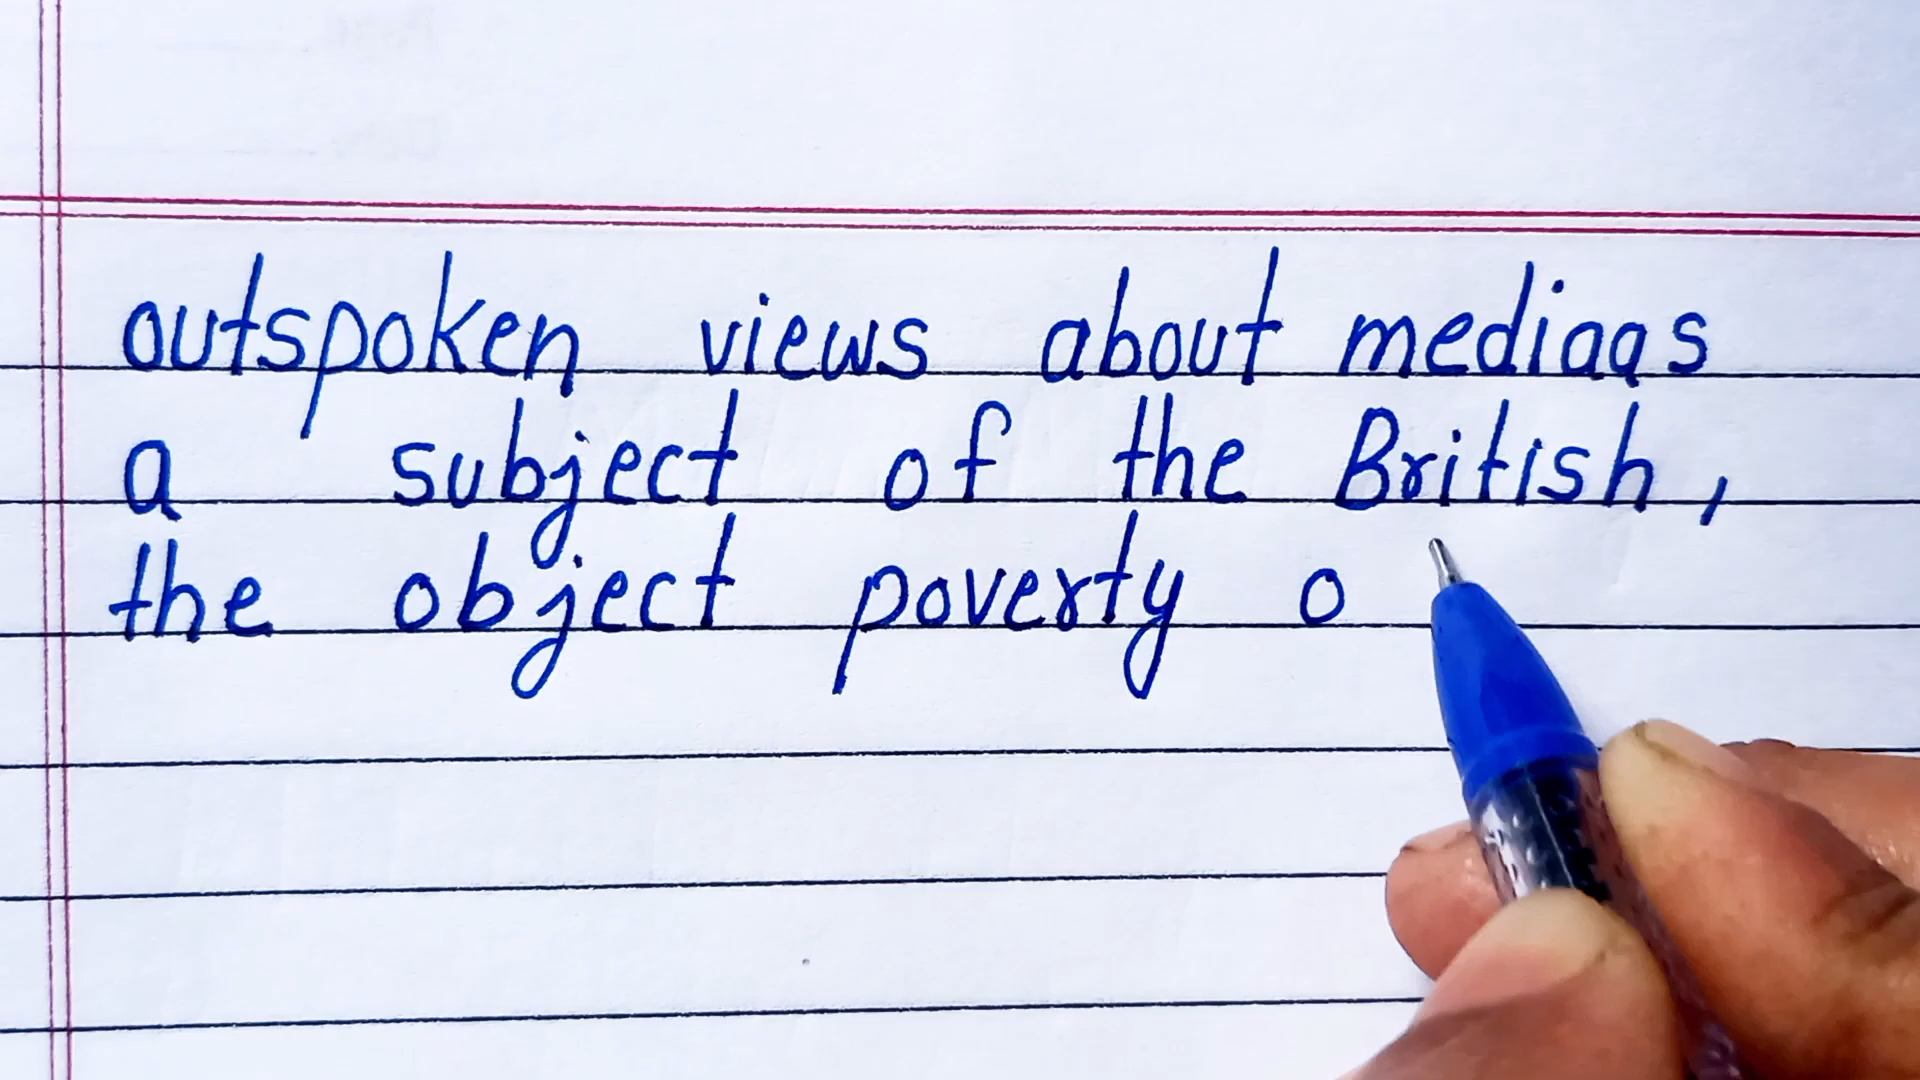 outspoken views about mediaas
a subject of the British,
the object poverty o